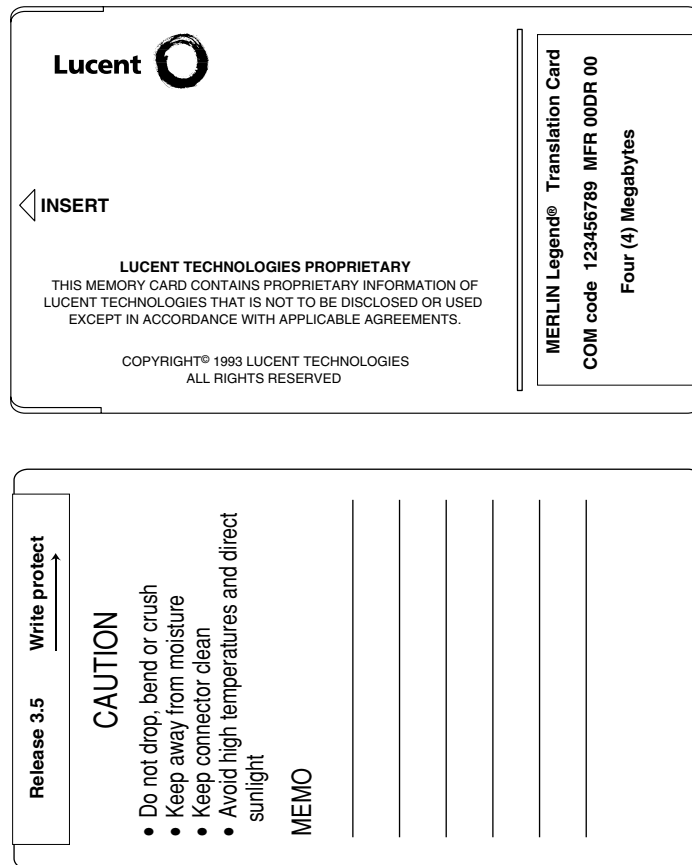 Lucent
INSERT
LUCENT TECHNOLOGIES PROPRIETARY
THIS MEMORY CARD CONTAINS PROPRIETARY INFORMATION OF
LUCENT TECHNOLOGIES THAT IS NOT TO BE DISCLOSED OR USED
EXCEPT IN ACCORDANCE WITH APPLICABLE AGREEMENTS.
COPYRIGHT© 1993 LUCENT TECHNOLOGIES
ALL RIGHTS RESERVED
MERLIN Legend® Translation Card
COM code 123456789 MFR 00DR 00
Four (4) Megabytes
Release 3.5 Write protect
CAUTION
• Do not drop, bend or crush
• Keep away from moisture
• Keep connector clean
• Avoid high temperatures and direct
sunlight
MEMO